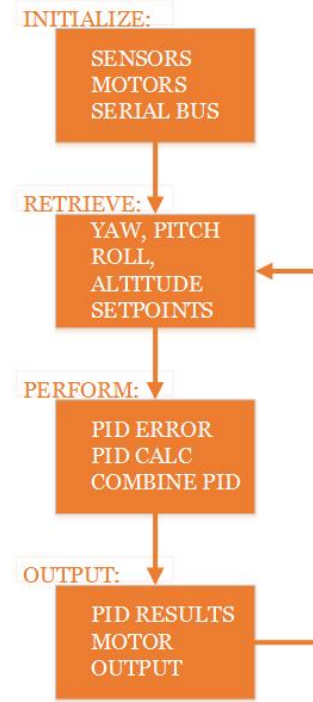 INITIALIZE:
SENSORS
MOTORS
SERIAL BUS
RETRIEVE:
YAW, PITCH
ROLL,
ALTITUDE
SETPOINTS
PERFORM:
PID ERROR
PID CALC
COMBINE PID
OUTPUT:
PID RESULTS
MOTOR
OUTPUT